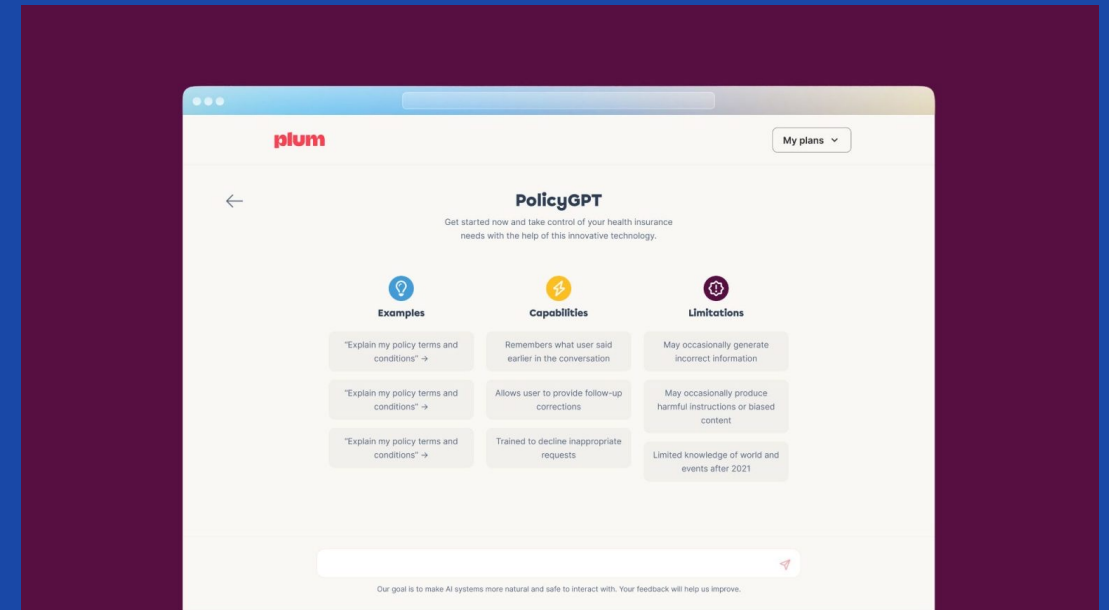 plum
My plans
PolicyGPT
Get started now and take control of your health insurance
needs with the help of this innovative technology.
Examples
"Explain my policy terms and
conditions" →
"Explain my policy terms and
conditions" →
"Explain my policy terms and
conditions" →
Capabilities
Remembers what user said
earlier in the conversation
Allows user to provide follow-up
corrections
Trained to decline inappropriate
requests
Limitations
May occasionally generate
incorrect information
May occasionally produce
harmful instructions or biased
content
Limited knowledge of world and
events after 2021
Our goal is to make AI systems more natural and safe to interact with. Your feedback will help us improve.